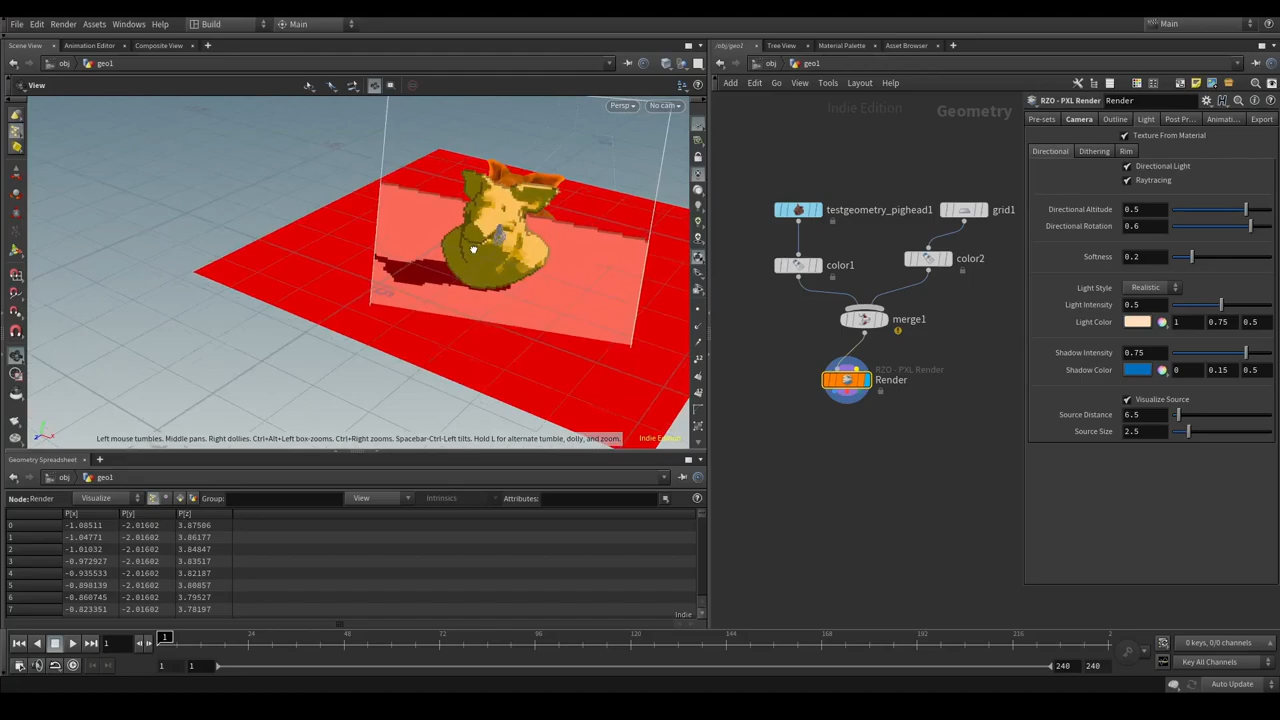 File Edit Render Assets Windows Help Build Main Main
Scene View Animation Editor Composite View
obj geo1
View
Persp No cam
Left mouse tumbles. Middle pans. Right dollies. Ctrl+Alt+Left box-zooms. Ctrl+Right zooms. Spacebar-Ctrl-Left tilts. Hold L for alternate tumble, dolly, and zoom.
Indie Edition
Geometry Spreadsheet
obj geo1
Node: Render Visualize Group: View Intrinsics Attributes:
P[x] P[y] P[z]
0 -1.08511 -2.01602 3.87506
1 -1.04771 -2.01602 3.86177
2 -1.01032 -2.01602 3.84847
3 -0.972927 -2.01602 3.83517
4 -0.935533 -2.01602 3.82187
5 -0.898139 -2.01602 3.80857
6 -0.860745 -2.01602 3.79527
7 -0.823351 -2.01602 3.78197
Indie
/obj/geo1 Tree View Material Palette Asset Browser
obj geo1
Add Edit Go View Tools Layout Help
Indie Edition Geometry
testgeometry_pighead1 grid1
color1 color2
merge1
RZO - PXL Render
Render
RZO - PXL Render Render
Pre-sets Camera Outline Light Post Pr... Animati... Export
Texture From Material
Directional Dithering Rim
Directional Light
Raytracing
Directional Altitude 0.5
Directional Rotation 0.6
Softness 0.2
Light Style Realistic
Light Intensity 0.5
Light Color 1 0.75 0.5
Shadow Intensity 0.75
Shadow Color 0 0.15 0.5
Visualize Source
Source Distance 6.5
Source Size 2.5
1 1 24 48 72 96 120 144 168 192 216 2
0 keys, 0/0 channels
1 1 240 240 Key All Channels
Auto Update